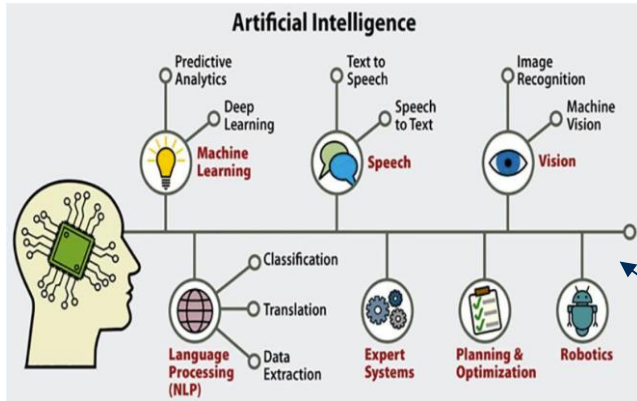 Artificial Intelligence
Predictive
Analytics
Deep
Learning
Machine
Learning
Text to
Speech
Speech
to Text
Speech
Image
Recognition
Machine
Vision
Vision
Classification
Translation
Data
Extraction
Language
Processing
(NLP)
Expert
Systems
Planning &
Optimization
Robotics